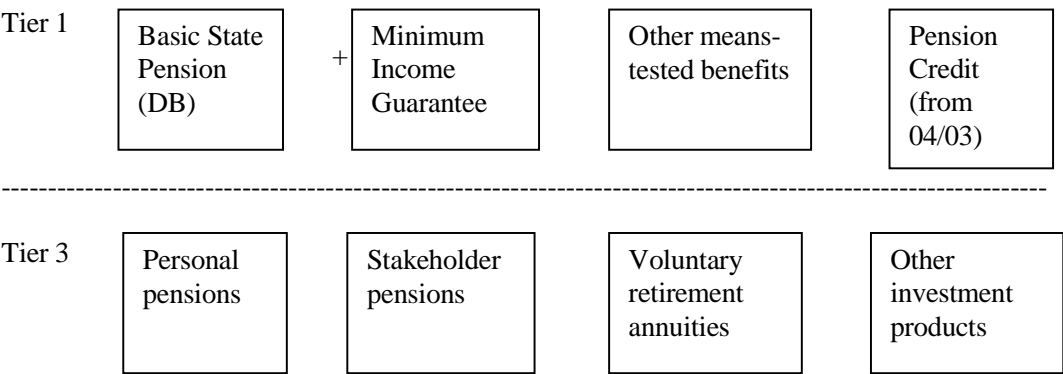 Tier 1
Basic State
Pension
(DB)
+
Minimum
Income
Guarantee
Other means-
tested benefits
Pension
Credit
(from
04/03)
Tier 3
Personal
pensions
Stakeholder
pensions
Voluntary
retirement
annuities
Other
investment
products